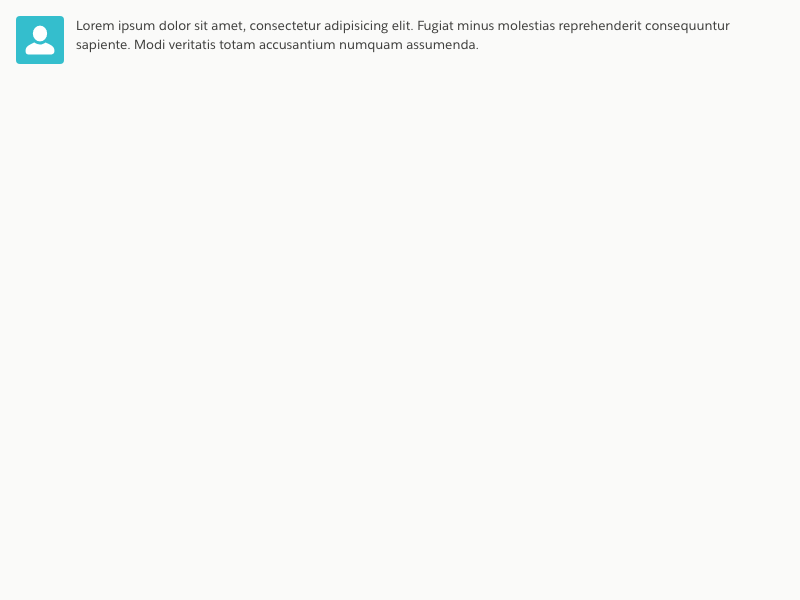 Lorem ipsum dolor sit amet, consectetur adipisicing elit. Fugiat minus molestias reprehenderit consequuntur
sapiente. Modi veritatis totam accusantium numquam assumenda.